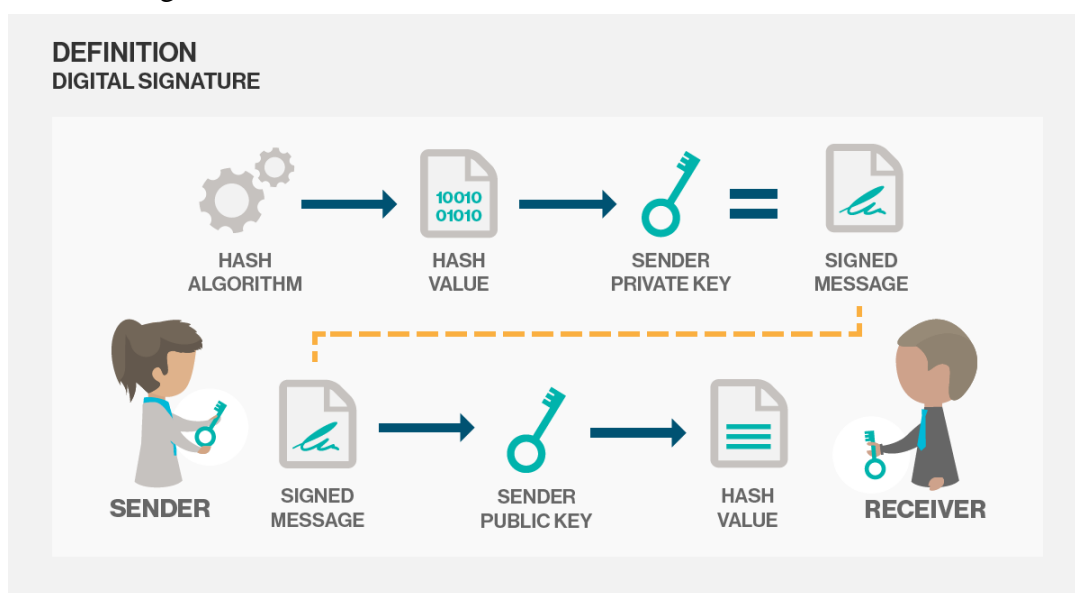 DEFINITION
DIGITAL SIGNATURE
10010
01010
HASH
ALGORITHM
HASH
VALUE
SENDER
PRIVATE KEY
SIGNED
MESSAGE
SENDER
SIGNED
MESSAGE
SENDER
PUBLIC KEY
HASH
VALUE
RECEIVER